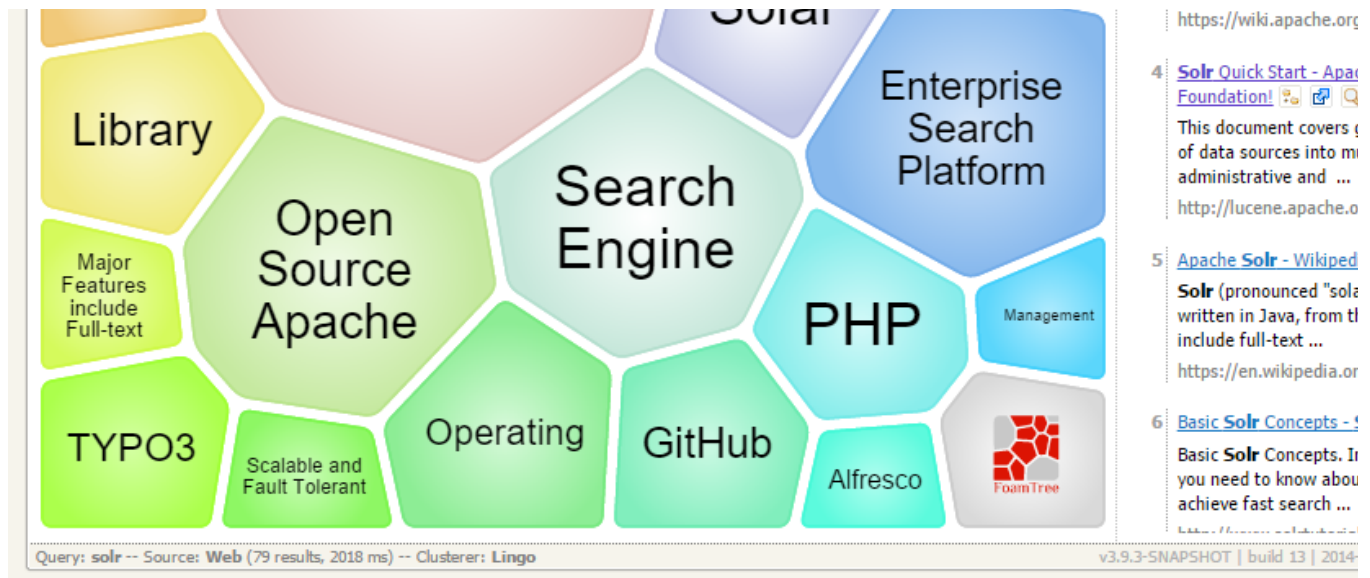 Solar
Library
Enterprise
Search
Platform
Search
Engine
Open
Source
Apache
Major
Features
include
Full-text
PHP
Management
TYPO3
Scalable and
Fault Tolerant
Operating
GitHub
Alfresco
FoamTree
https://wiki.apache.org
4 Solr Quick Start - Apac
Foundation!
This document covers g
of data sources into mu
administrative and ...
http://lucene.apache.o
5 Apache Solr - Wikiped
Solr (pronounced "sola
written in Java, from th
include full-text ...
https://en.wikipedia.or
6 Basic Solr Concepts - S
Basic Solr Concepts. In
you need to know abou
achieve fast search ...
Query: solr -- Source: Web (79 results, 2018 ms) -- Clusterer: Lingo
v3.9.3-SNAPSHOT | build 13 | 2014-